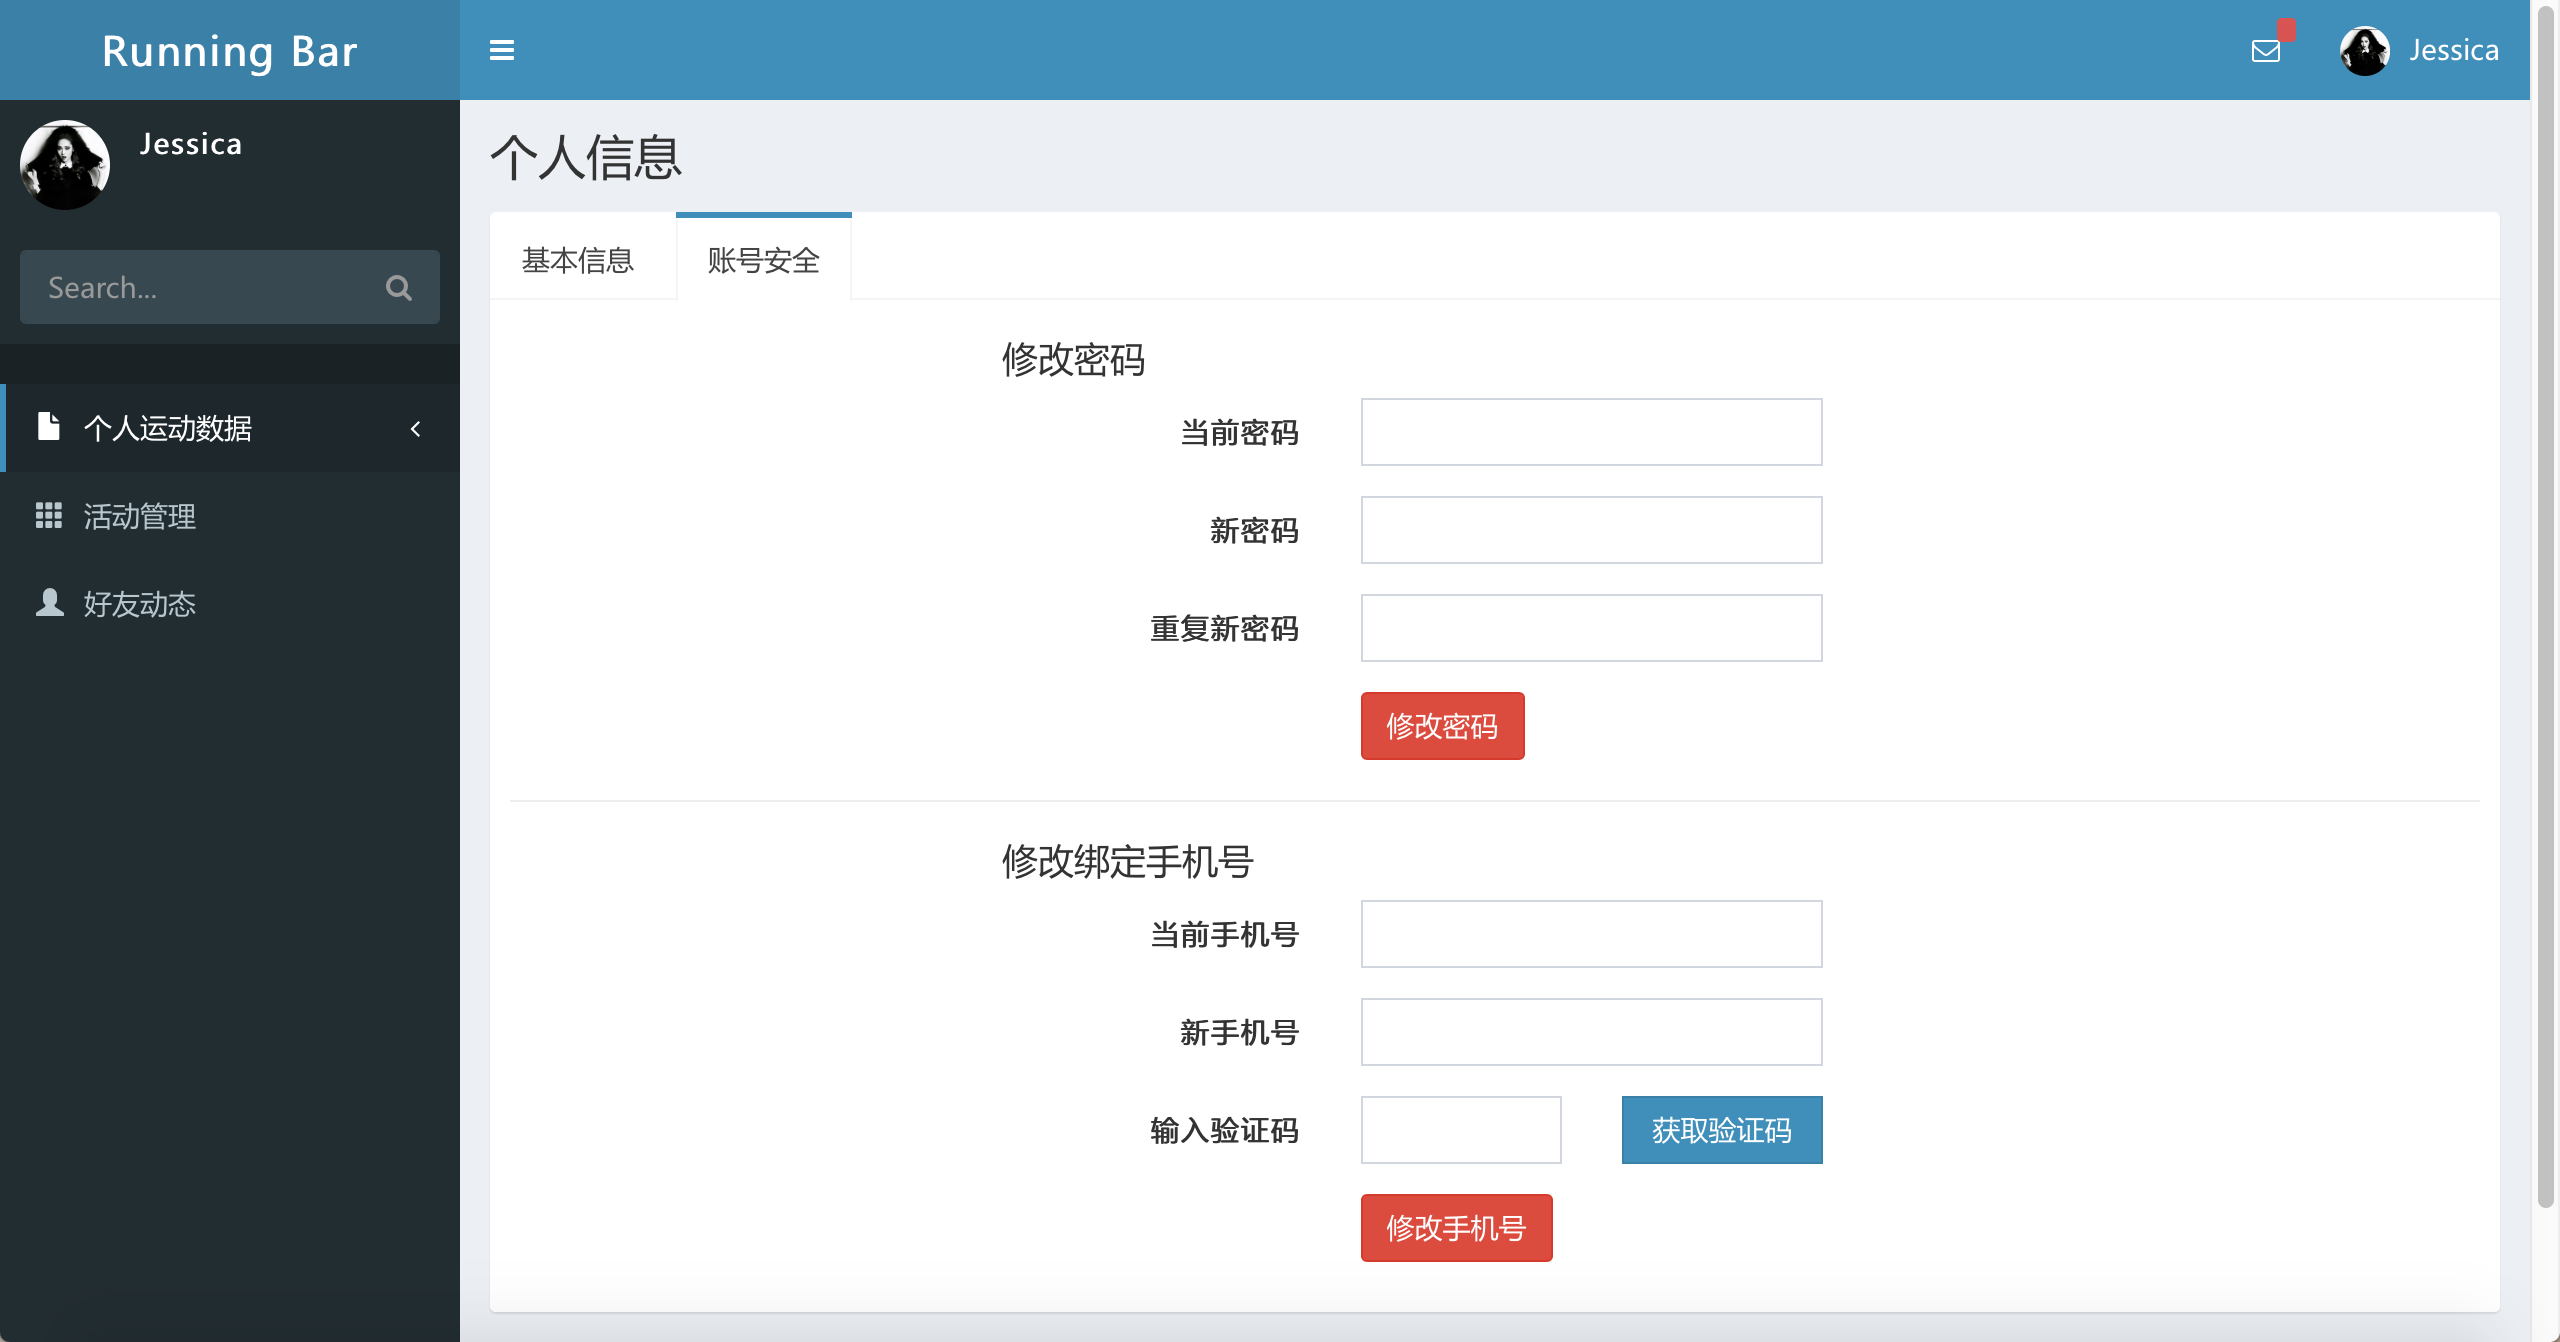 Running Bar
Jessica
Jessica
Search...
个人运动数据
活动管理
好友动态
个人信息
基本信息
账号安全
修改密码
当前密码
新密码
重复新密码
修改密码
修改绑定手机号
当前手机号
新手机号
输入验证码
获取验证码
修改手机号